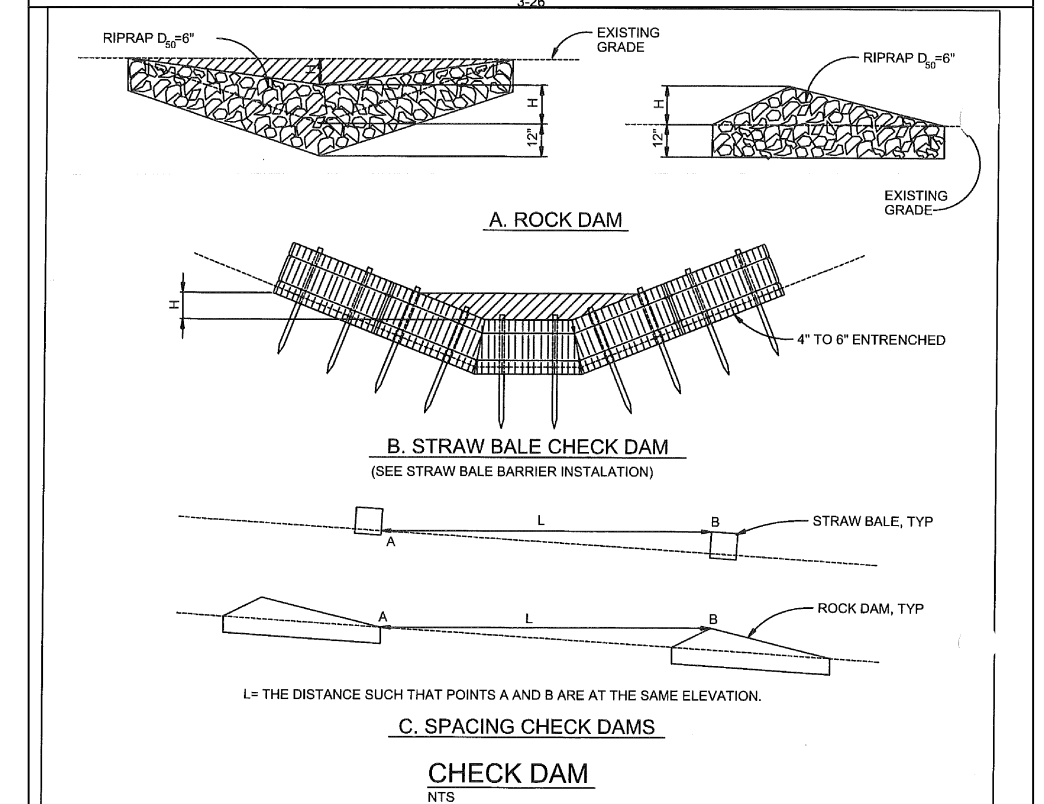 3-26
RIPRAP D50=6"
EXISTING
GRADE
H
H
12"
RIPRAP D50=6"
H
12"
EXISTING
GRADE
A. ROCK DAM
H
4" TO 6" ENTRENCHED
B. STRAW BALE CHECK DAM
(SEE STRAW BALE BARRIER INSTALATION)
L
B
STRAW BALE, TYP
A
A
L
B
ROCK DAM, TYP
L= THE DISTANCE SUCH THAT POINTS A AND B ARE AT THE SAME ELEVATION.
C. SPACING CHECK DAMS
CHECK DAM
NTS